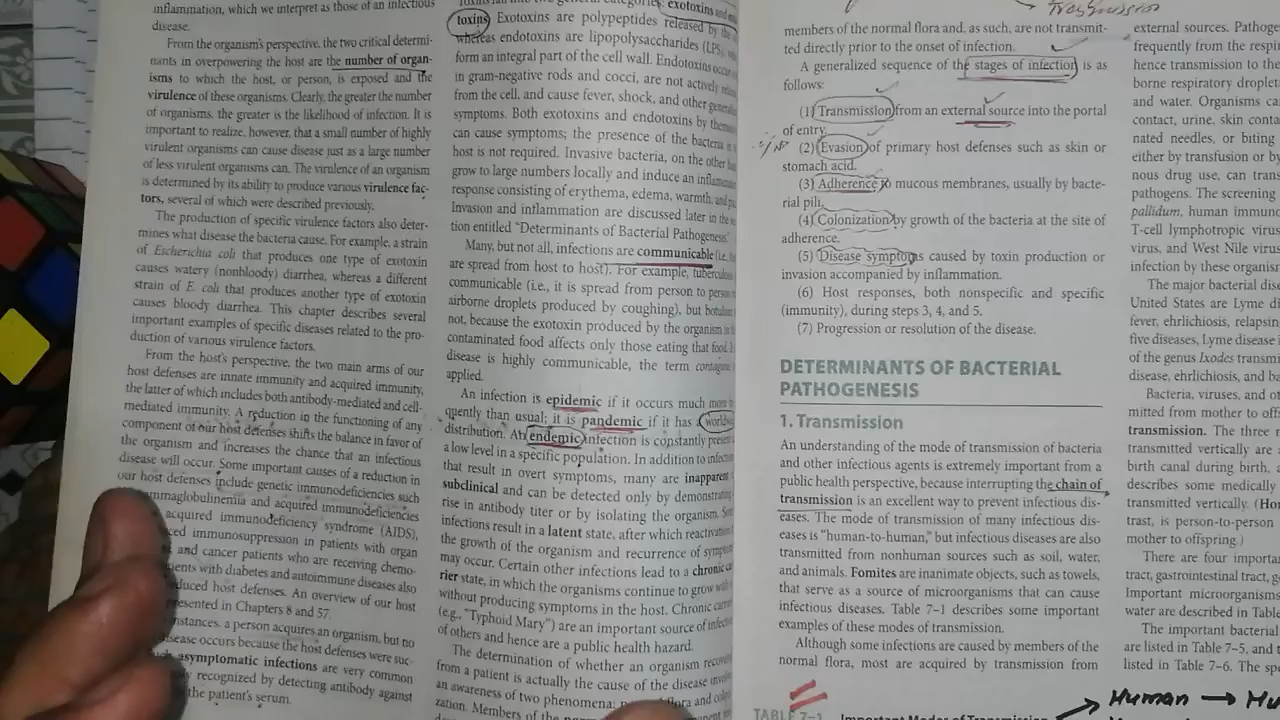 inflammation, which we interpret as those of an infectious
disease.
From the organism's perspective, the two critical determi-
nants in overpowering the host are the number of organ-
isms to which the host, or person, is exposed and the
virulence of these organisms. Clearly, the greater the number
of organisms, the greater is the likelihood of infection. It is
important to realize, however, that a small number of highly
virulent organisms can cause disease just as a large number
of less virulent organisms can. The virulence of an organism
is determined by its ability to produce various virulence fac-
tors, several of which were described previously.
The production of specific virulence factors also deter-
mines what disease the bacteria cause. For example, a strain
of Escherichia coli that produces one type of exotoxin
causes watery (nonbloody) diarrhea, whereas a different
strain of E. coli that produces another type of exotoxin
causes bloody diarrhea. This chapter describes several
important examples of specific diseases related to the pro-
duction of various virulence factors.
From the host's perspective, the two main arms of our
host defenses are innate immunity and acquired immunity,
the latter of which includes both antibody-mediated and cell-
mediated immunity. A reduction in the functioning of any
component of our host defenses shifts the balance in favor of
the organism and increases the chance that an infectious
disease will occur. Some important causes of a reduction in
our host defenses include genetic immunodeficiencies such
ammaglobulinemia and acquired immunodeficiencies
acquired immunodeficiency syndrome (AIDS),
ced immunosuppression in patients with organ
and cancer patients who are receiving chemo-
ents with diabetes and autoimmune diseases also
duced host defenses. An overview of our host
resented in Chapters 8 and 57.
nstances, a person acquires an organism, but no
sease occurs because the host defenses were suc-
asymptomatic infections are very common
recognized by detecting antibody against
the patient's serum.
general categories: exotoxins and
toxins. Exotoxins are polypeptides released by the
whereas endotoxins are lipopolysaccharides (LPS),
form an integral part of the cell wall. Endotoxins occur
in gram-negative rods and cocci, are not actively
from the cell, and cause fever, shock, and other
symptoms. Both exotoxins and endotoxins by
can cause symptoms; the presence of the bacteria in
host is not required. Invasive bacteria, on the other
grow to large numbers locally and induce an
response consisting of erythema, edema, warmth, and
Invasion and inflammation are discussed later in the
tion entitled "Determinants of Bacterial Pathogenesis."
Many, but not all, infections are communicable (i.e.,
are spread from host to host). For example,
communicable (i.e., it is spread from person to person
airborne droplets produced by coughing), but
not, because the exotoxin produced by the organism in
contaminated food affects only those eating that food.
disease is highly communicable, the term
applied.
An infection is epidemic if it occurs much more
quently than usual; it is pandemic if it has a
distribution. An endemic infection is constantly present
a low level in a specific population. In addition to
that result in overt symptoms, many are inapparent
subclinical and can be detected only by demonstrating
rise in antibody titer or by isolating the organism.
infections result in a latent state, after which
the growth of the organism and recurrence of
may occur. Certain other infections lead to a chronic
rier state, in which the organisms continue to grow
without producing symptoms in the host. Chronic
(e.g., "Typhoid Mary") are an important source of
of others and hence are a public health hazard.
The determination of whether an organism
from a patient is actually the cause of the disease
an awareness of two phenomena: flora and
zation. Members of the
Transmission
members of the normal flora and, as such, are not transmit-
ted directly prior to the onset of infection.
A generalized sequence of the stages of infection is as
follows:
(1) Transmission from an external source into the portal
of entry.
(2) Evasion of primary host defenses such as skin or
stomach acid.
(3) Adherence to mucous membranes, usually by bacte-
rial pili.
(4) Colonization by growth of the bacteria at the site of
adherence.
(5) Disease symptoms caused by toxin production or
invasion accompanied by inflammation.
(6) Host responses, both nonspecific and specific
(immunity), during steps 3, 4, and 5.
(7) Progression or resolution of the disease.
DETERMINANTS OF BACTERIAL
PATHOGENESIS
1. Transmission
An understanding of the mode of transmission of bacteria
and other infectious agents is extremely important from a
public health perspective, because interrupting the chain of
transmission is an excellent way to prevent infectious dis-
eases. The mode of transmission of many infectious dis-
eases is "human-to-human," but infectious diseases are also
transmitted from nonhuman sources such as soil, water,
and animals. Fomites are inanimate objects, such as towels,
that serve as a source of microorganisms that can cause
infectious diseases. Table 7–1 describes some important
examples of these modes of transmission.
Although some infections are caused by members of the
normal flora, most are acquired by transmission from
TABLE 7–1 Important Modes of Transmission
Human → Hu
external sources.
frequently from the
hence transmission to the
borne respiratory
and water. Organisms
contact, urine, skin
nated needles, or biting
either by transfusion or by
nous drug use, can
pathogens. The screening
pallidum, human
T-cell lymphotropic
virus, and West Nile
infection by these
The major bacterial
United States are Lyme
fever, ehrlichiosis,
five diseases, Lyme disease
of the genus Ixodes
disease, ehrlichiosis, and
Bacteria, viruses, and
mitted from mother to
transmission. The three
transmitted vertically are
birth canal during birth,
describes some medically
transmitted vertically.
trast, is person-to-person
mother to offspring.)
There are four
tract, gastrointestinal tract,
Important
water are described in
The important bacterial
are listed in Table 7–5, and
listed in Table 7–6. The